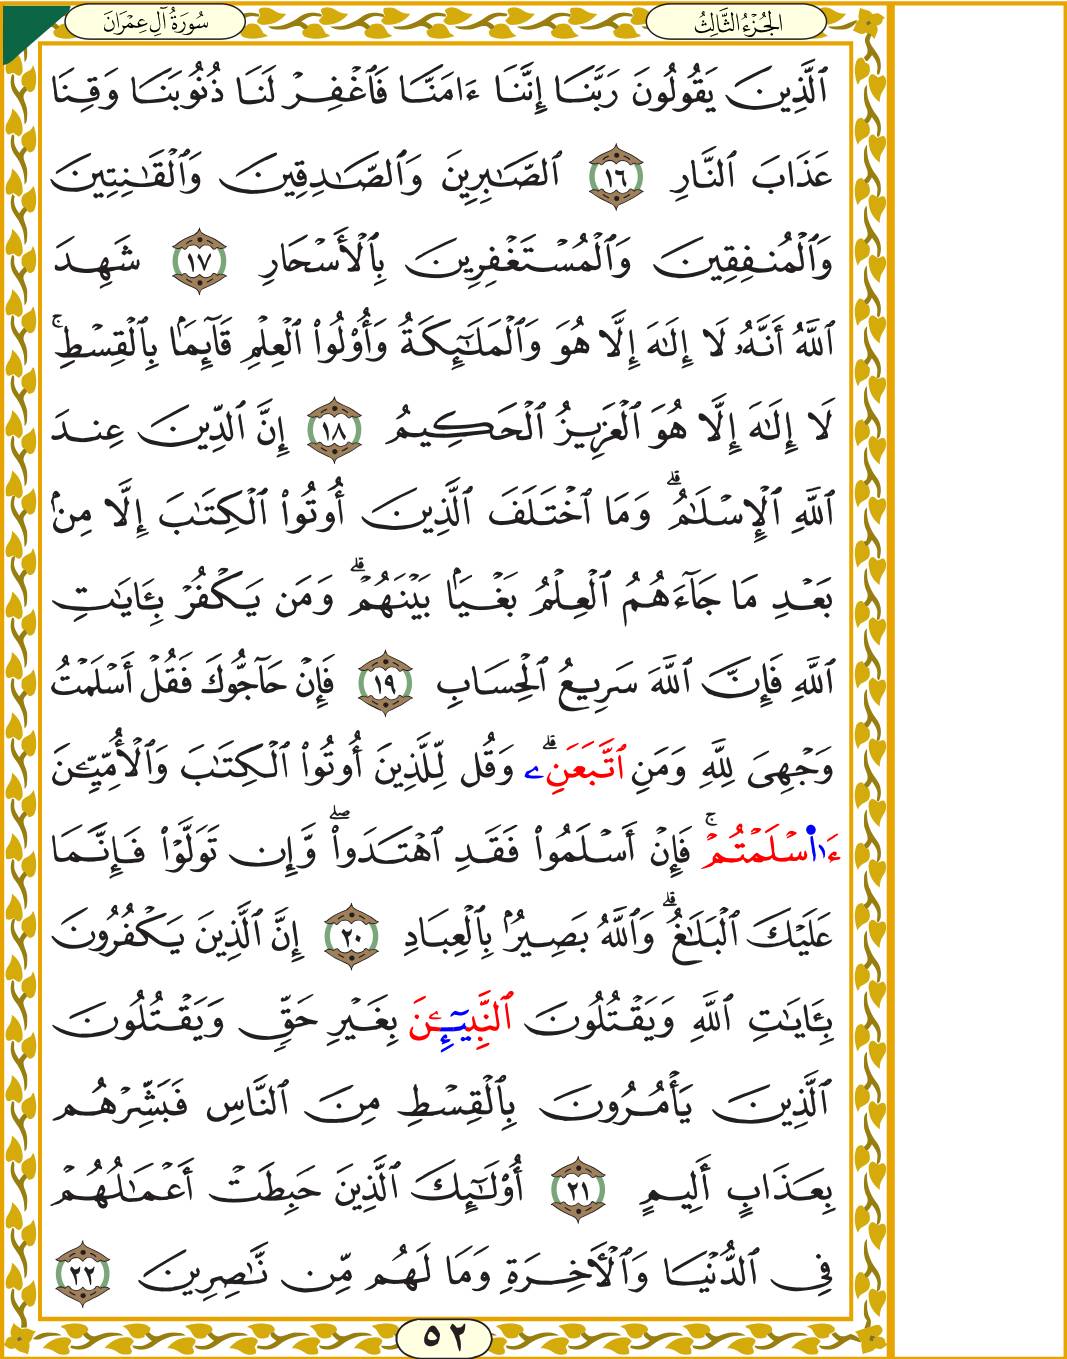 الجُزْءُ الثَّالِثُ
سُورَةُ آلِ عِمْرَانَ
ٱلَّذِينَ يَقُولُونَ رَبَّنَآ إِنَّنَآ ءَامَنَّا فَٱغْفِرْ لَنَا ذُنُوبَنَا وَقِنَا
عَذَابَ ٱلنَّارِ ١٦ ٱلصَّـٰبِرِينَ وَٱلصَّـٰدِقِينَ وَٱلْقَـٰنِتِينَ
وَٱلْمُنفِقِينَ وَٱلْمُسْتَغْفِرِينَ بِٱلْأَسْحَارِ ١٧ شَهِدَ
ٱللَّهُ أَنَّهُۥ لَآ إِلَـٰهَ إِلَّا هُوَ وَٱلْمَلَـٰٓئِكَةُ وَأُو۟لُوا۟ ٱلْعِلْمِ قَآئِمًۢا بِٱلْقِسْطِ ۚ
لَآ إِلَـٰهَ إِلَّا هُوَ ٱلْعَزِيزُ ٱلْحَكِيمُ ١٨ إِنَّ ٱلدِّينَ عِندَ
ٱللَّهِ ٱلْإِسْلَـٰمُ ۗ وَمَا ٱخْتَلَفَ ٱلَّذِينَ أُوتُوا۟ ٱلْكِتَـٰبَ إِلَّا مِنۢ
بَعْدِ مَا جَآءَهُمُ ٱلْعِلْمُ بَغْيًۢا بَيْنَهُمْ ۗ وَمَن يَكْفُرْ بِـَٔايَـٰتِ
ٱللَّهِ فَإِنَّ ٱللَّهَ سَرِيعُ ٱلْحِسَابِ ١٩ فَإِنْ حَآجُّوكَ فَقُلْ أَسْلَمْتُ
وَجْهِىَ لِلَّهِ وَمَنِ ٱتَّبَعَنِۦ ۗ وَقُل لِّلَّذِينَ أُوتُوا۟ ٱلْكِتَـٰبَ وَٱلْأُمِّيِّـۧنَ
ءَا۬سْلَمْتُمْ ۚ فَإِنْ أَسْلَمُوا۟ فَقَدِ ٱهْتَدَوا۟ ۖ وَّإِن تَوَلَّوْا۟ فَإِنَّمَا
عَلَيْكَ ٱلْبَلَـٰغُ ۗ وَٱللَّهُ بَصِيرٌۢ بِٱلْعِبَادِ ٢٠ إِنَّ ٱلَّذِينَ يَكْفُرُونَ
بِـَٔايَـٰتِ ٱللَّهِ وَيَقْتُلُونَ ٱلنَّبِيٓـِٔـۧنَ بِغَيْرِ حَقٍّ وَيَقْتُلُونَ
ٱلَّذِينَ يَأْمُرُونَ بِٱلْقِسْطِ مِنَ ٱلنَّاسِ فَبَشِّرْهُم
بِعَذَابٍ أَلِيمٍ ٢١ أُو۟لَـٰٓئِكَ ٱلَّذِينَ حَبِطَتْ أَعْمَـٰلُهُمْ
فِى ٱلدُّنْيَا وَٱلْـَٔاخِرَةِ وَمَا لَهُم مِّن نَّـٰصِرِينَ ٢٢
٥٢